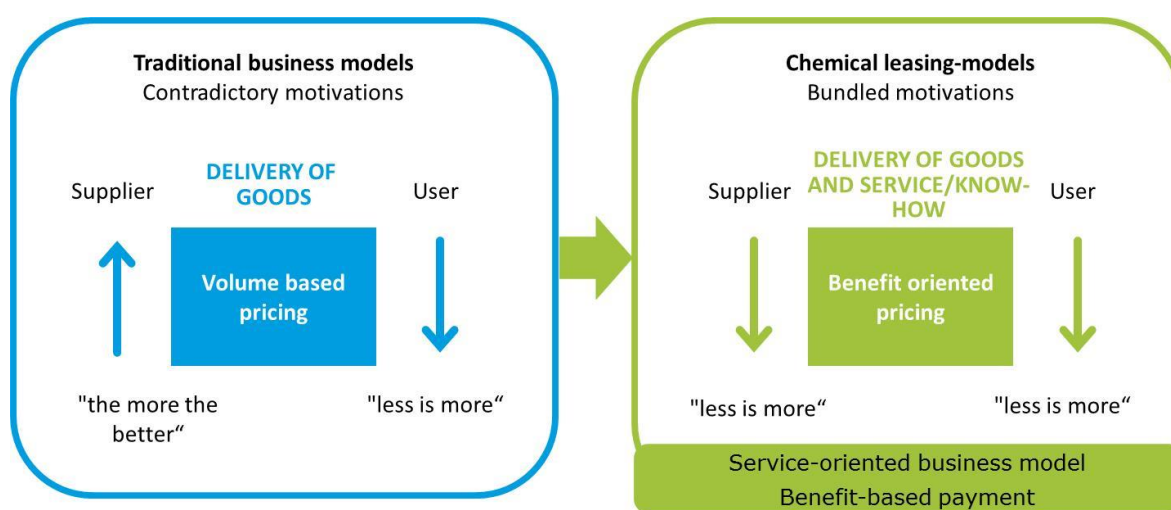 Traditional business models
Contradictory motivations
Supplier
DELIVERY OF
GOODS
User
Volume based
pricing
"the more the
better“
"less is more“
Chemical leasing-models
Bundled motivations
Supplier
DELIVERY OF GOODS
AND SERVICE/KNOW-
HOW
User
Benefit oriented
pricing
"less is more“
"less is more“
Service-oriented business model
Benefit-based payment